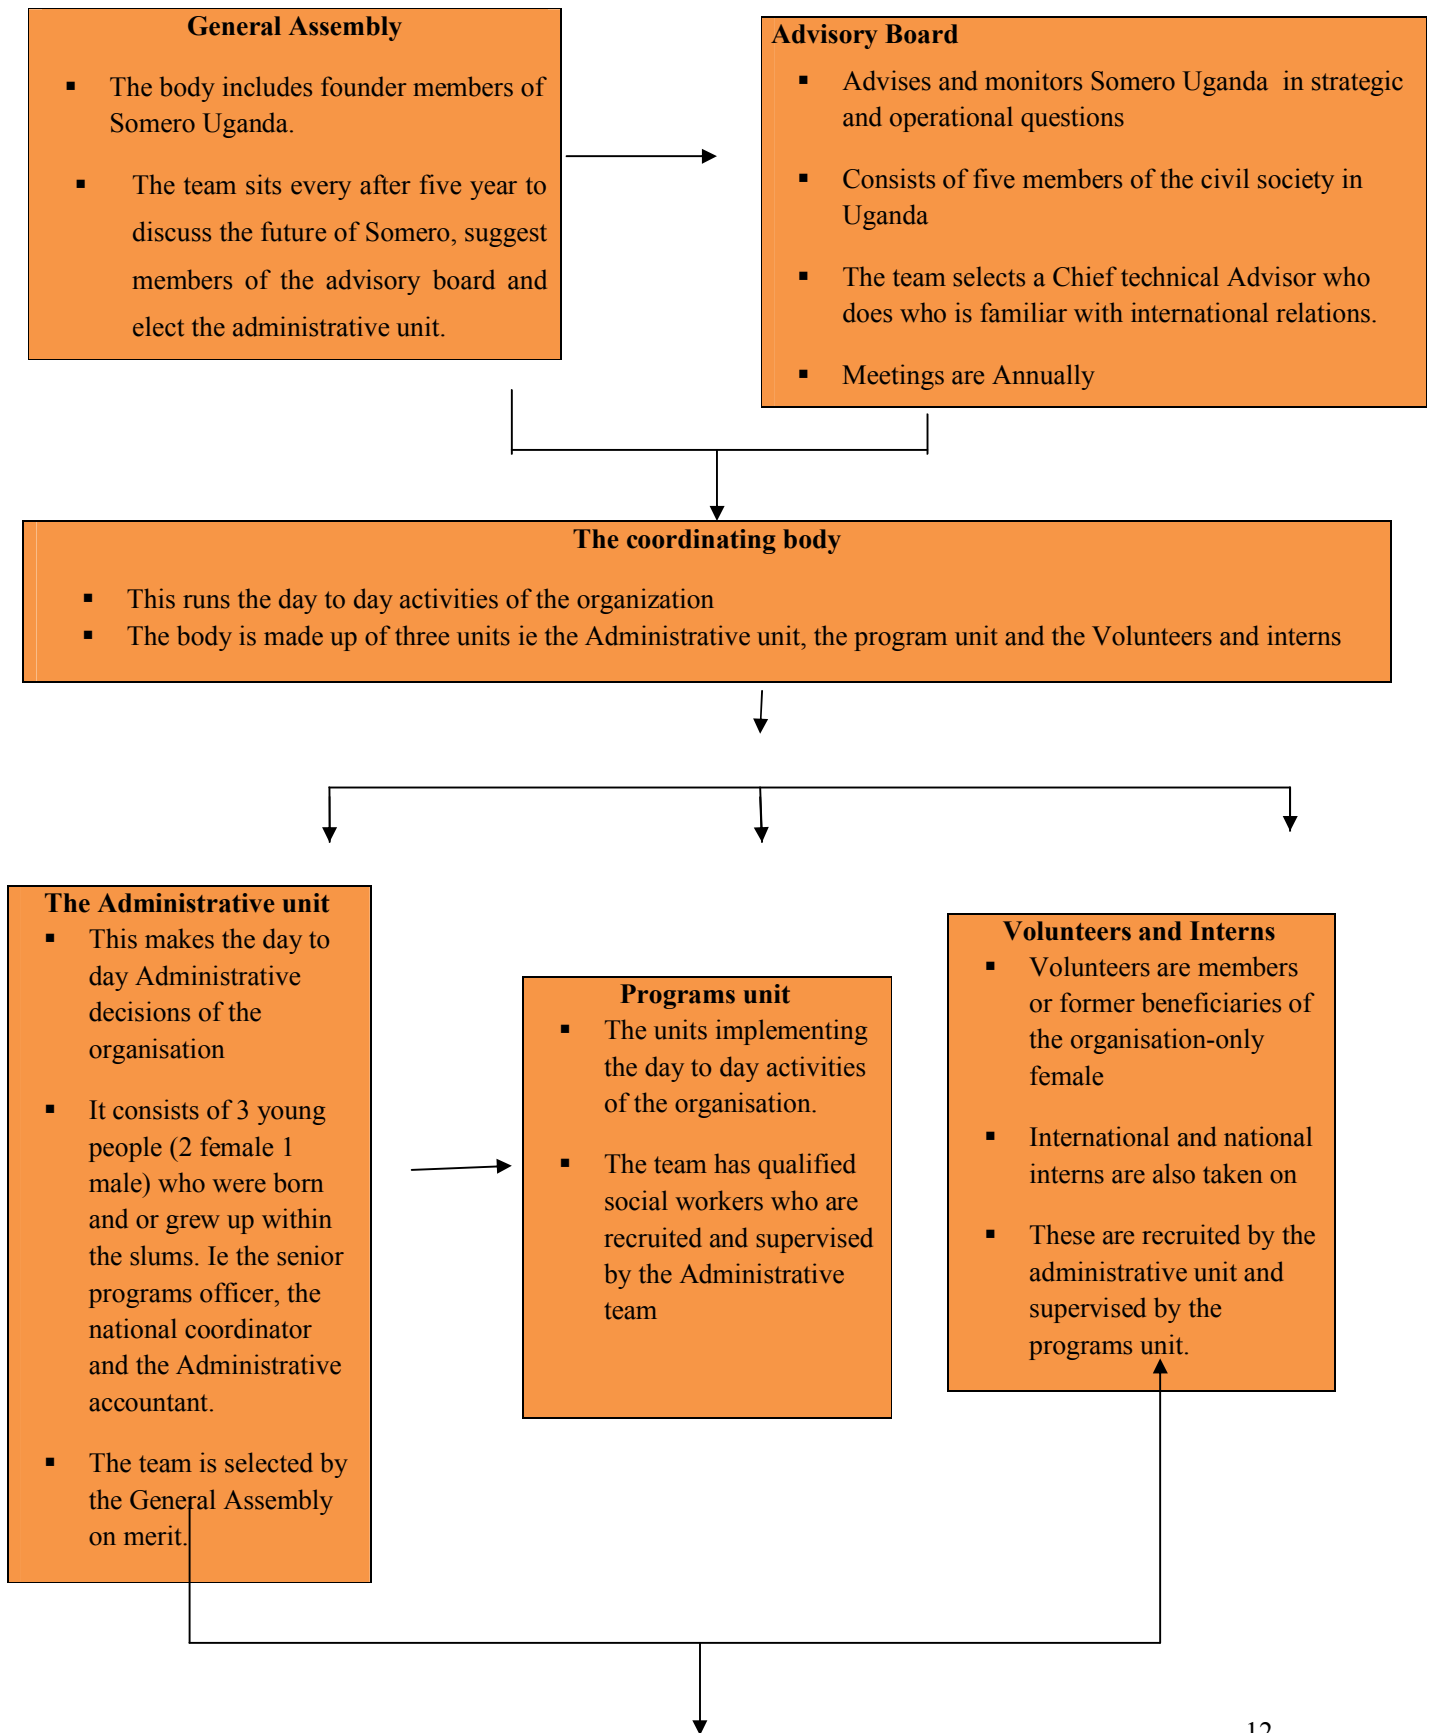 General Assembly
▪ The body includes founder members of
Somero Uganda.
▪ The team sits every after five year to
discuss the future of Somero, suggest
members of the advisory board and
elect the administrative unit.
Advisory Board
▪ Advises and monitors Somero Uganda in strategic
and operational questions
▪ Consists of five members of the civil society in
Uganda
▪ The team selects a Chief technical Advisor who
does who is familiar with international relations.
▪ Meetings are Annually
The coordinating body
▪ This runs the day to day activities of the organization
▪ The body is made up of three units ie the Administrative unit, the program unit and the Volunteers and interns
The Administrative unit
▪ This makes the day to
day Administrative
decisions of the
organisation
▪ It consists of 3 young
people (2 female 1
male) who were born
and or grew up within
the slums. Ie the senior
programs officer, the
national coordinator
and the Administrative
accountant.
▪ The team is selected by
the General Assembly
on merit.
Programs unit
▪ The units implementing
the day to day activities
of the organisation.
▪ The team has qualified
social workers who are
recruited and supervised
by the Administrative
team
Volunteers and Interns
▪ Volunteers are members
or former beneficiaries of
the organisation-only
female
▪ International and national
interns are also taken on
▪ These are recruited by the
administrative unit and
supervised by the
programs unit.
12